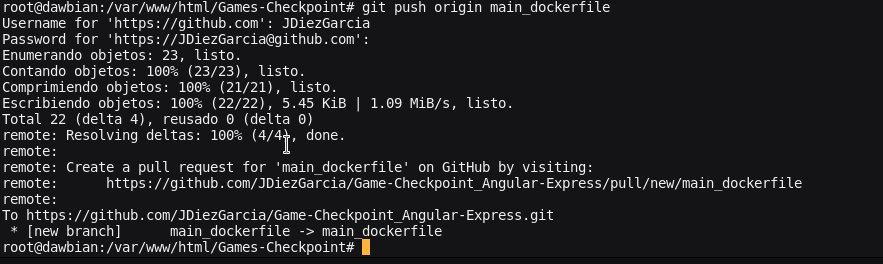 root@dawbian:/var/www/html/Games-Checkpoint# git push origin main_dockerfile
Username for 'https://github.com': JDiezGarcia
Password for 'https://JDiezGarcia@github.com':
Enumerando objetos: 23, listo.
Contando objetos: 100% (23/23), listo.
Comprimiendo objetos: 100% (21/21), listo.
Escribiendo objetos: 100% (22/22), 5.45 KiB | 1.09 MiB/s, listo.
Total 22 (delta 4), reusado 0 (delta 0)
remote: Resolving deltas: 100% (4/4), done.
remote:
remote: Create a pull request for 'main_dockerfile' on GitHub by visiting:
remote:      https://github.com/JDiezGarcia/Game-Checkpoint_Angular-Express/pull/new/main_dockerfile
remote:
To https://github.com/JDiezGarcia/Game-Checkpoint_Angular-Express.git
 * [new branch]      main_dockerfile -> main_dockerfile
root@dawbian:/var/www/html/Games-Checkpoint#